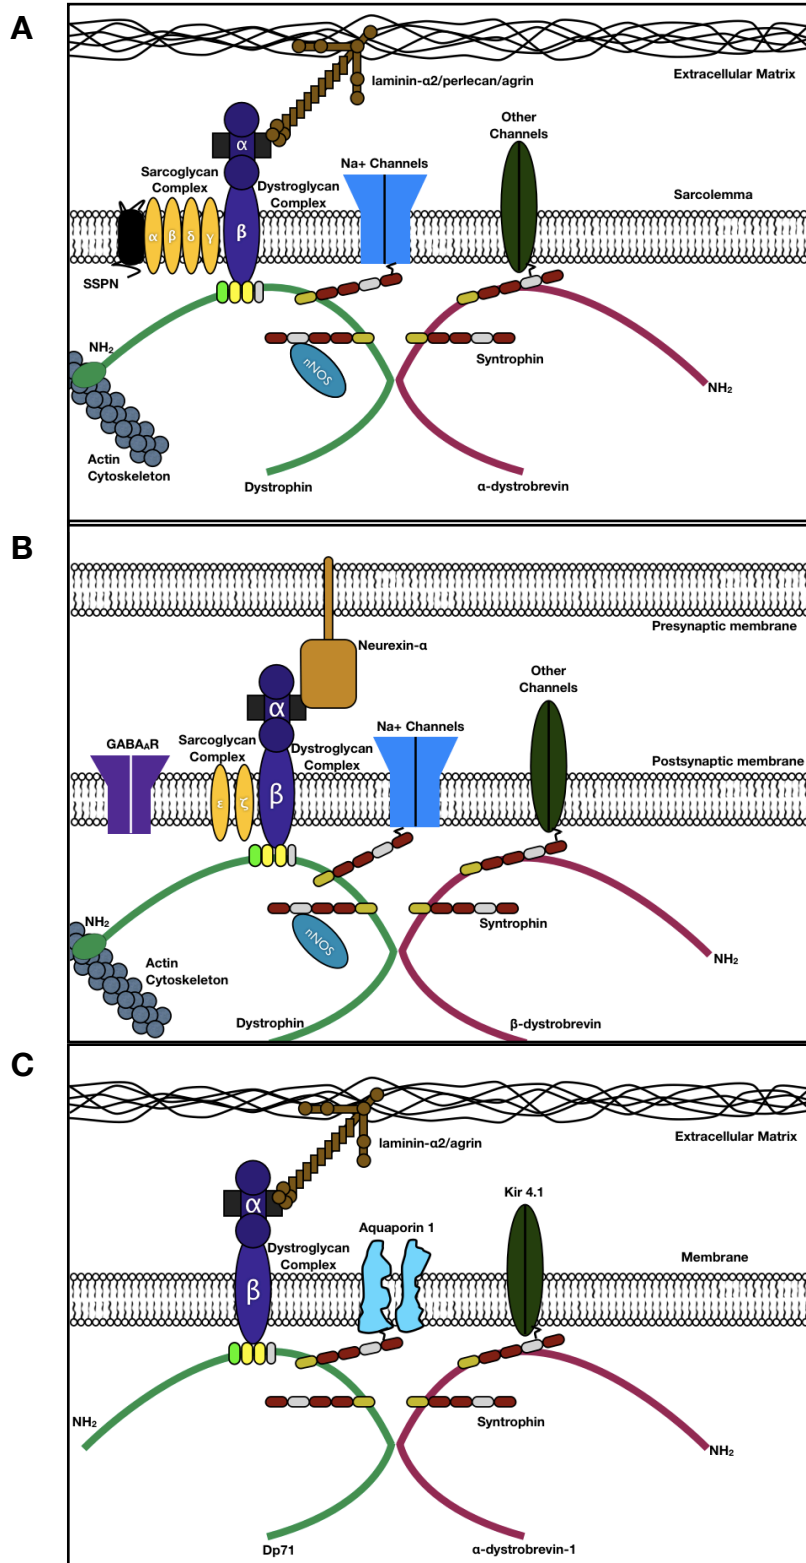 A
laminin-α2/perlecan/agrin
Extracellular Matrix
Other
Channels
α
Na+ Channels
Sarcoglycan
Complex
Dystroglycan
Complex
Sarcolemma
α β δ γ
β
SSPN
NH₂
nNOS
Syntrophin
NH₂
Actin
Cytoskeleton
Dystrophin
α-dystrobrevin
B
Presynaptic membrane
Neurexin-α
Other
Channels
α
Na+ Channels
GABAₐR
Sarcoglycan
Complex
Dystroglycan
Complex
Postsynaptic membrane
ε ζ
β
NH₂
nNOS
Syntrophin
NH₂
Actin
Cytoskeleton
Dystrophin
β-dystrobrevin
C
Extracellular Matrix
laminin-α2/agrin
Kir 4.1
α
Aquaporin 1
Dystroglycan
Complex
Membrane
β
NH₂
Syntrophin
NH₂
Dp71
α-dystrobrevin-1